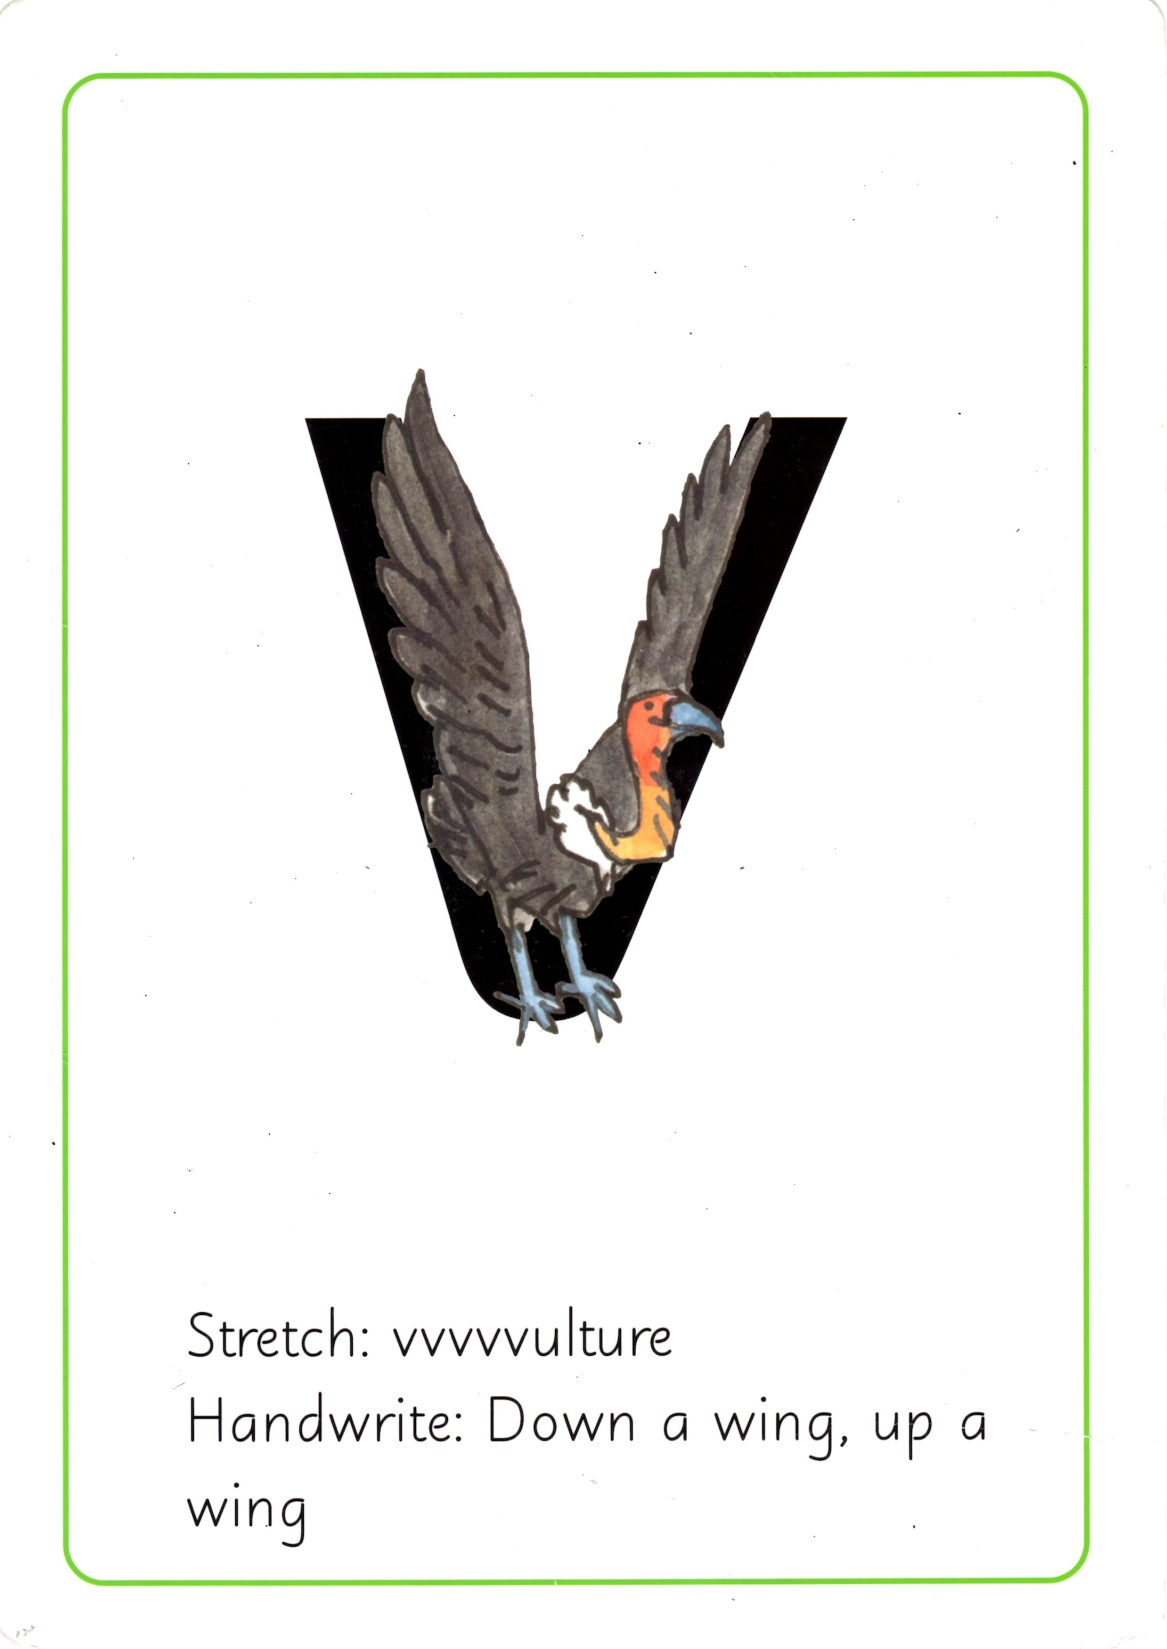 v
Stretch: vvvvvulture
Handwrite: Down a wing, up a
wing